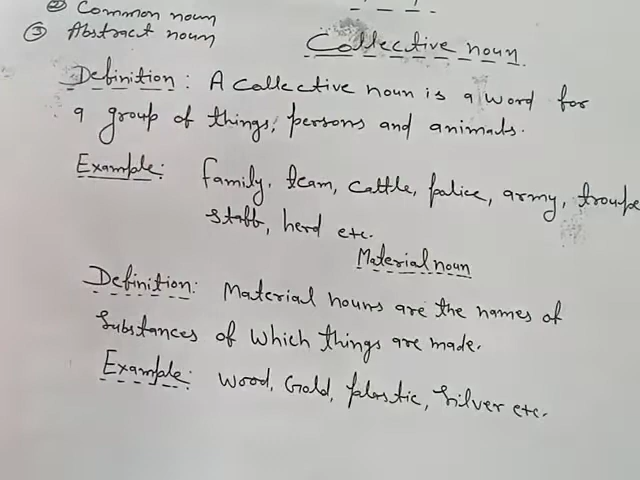 ② Common noun
③ Abstract noun
Collective noun.
Definition: A collective noun is a word for
a group of things, persons and animals.
Example: family, team, cattle, police, army, troupe
staff, herd etc.
Material noun
Definition: Material nouns are the names of
substances of which things are made.
Example: Wood, Gold, plastic, Silver etc.